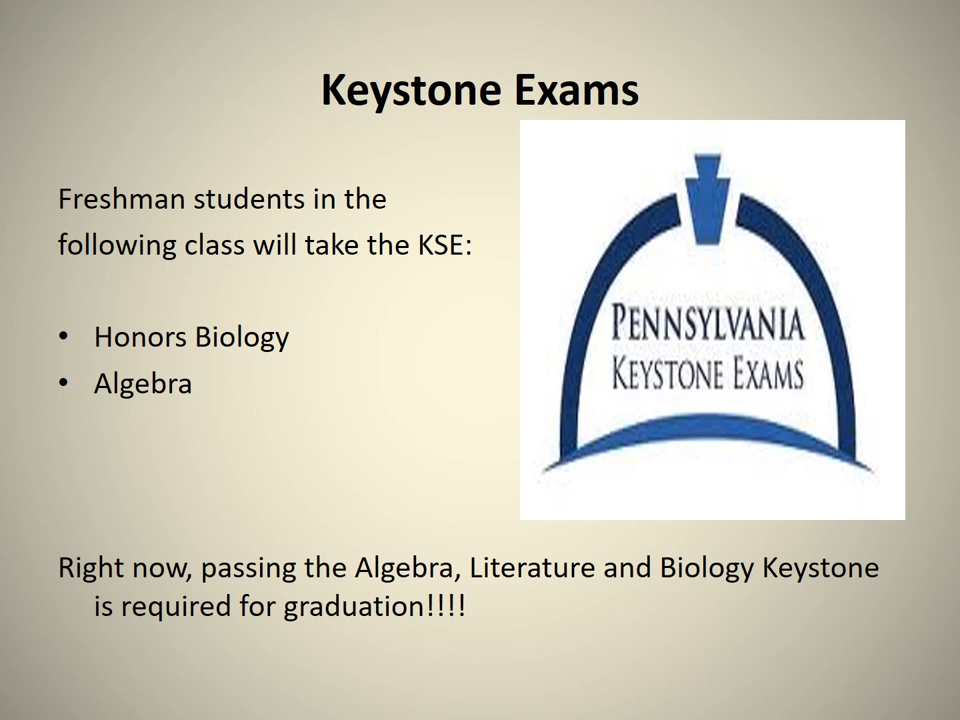 Keystone Exams
Freshman students in the
following class will take the KSE:
• Honors Biology
• Algebra
PENNSYLVANIA
KEYSTONE EXAMS
Right now, passing the Algebra, Literature and Biology Keystone
is required for graduation!!!!